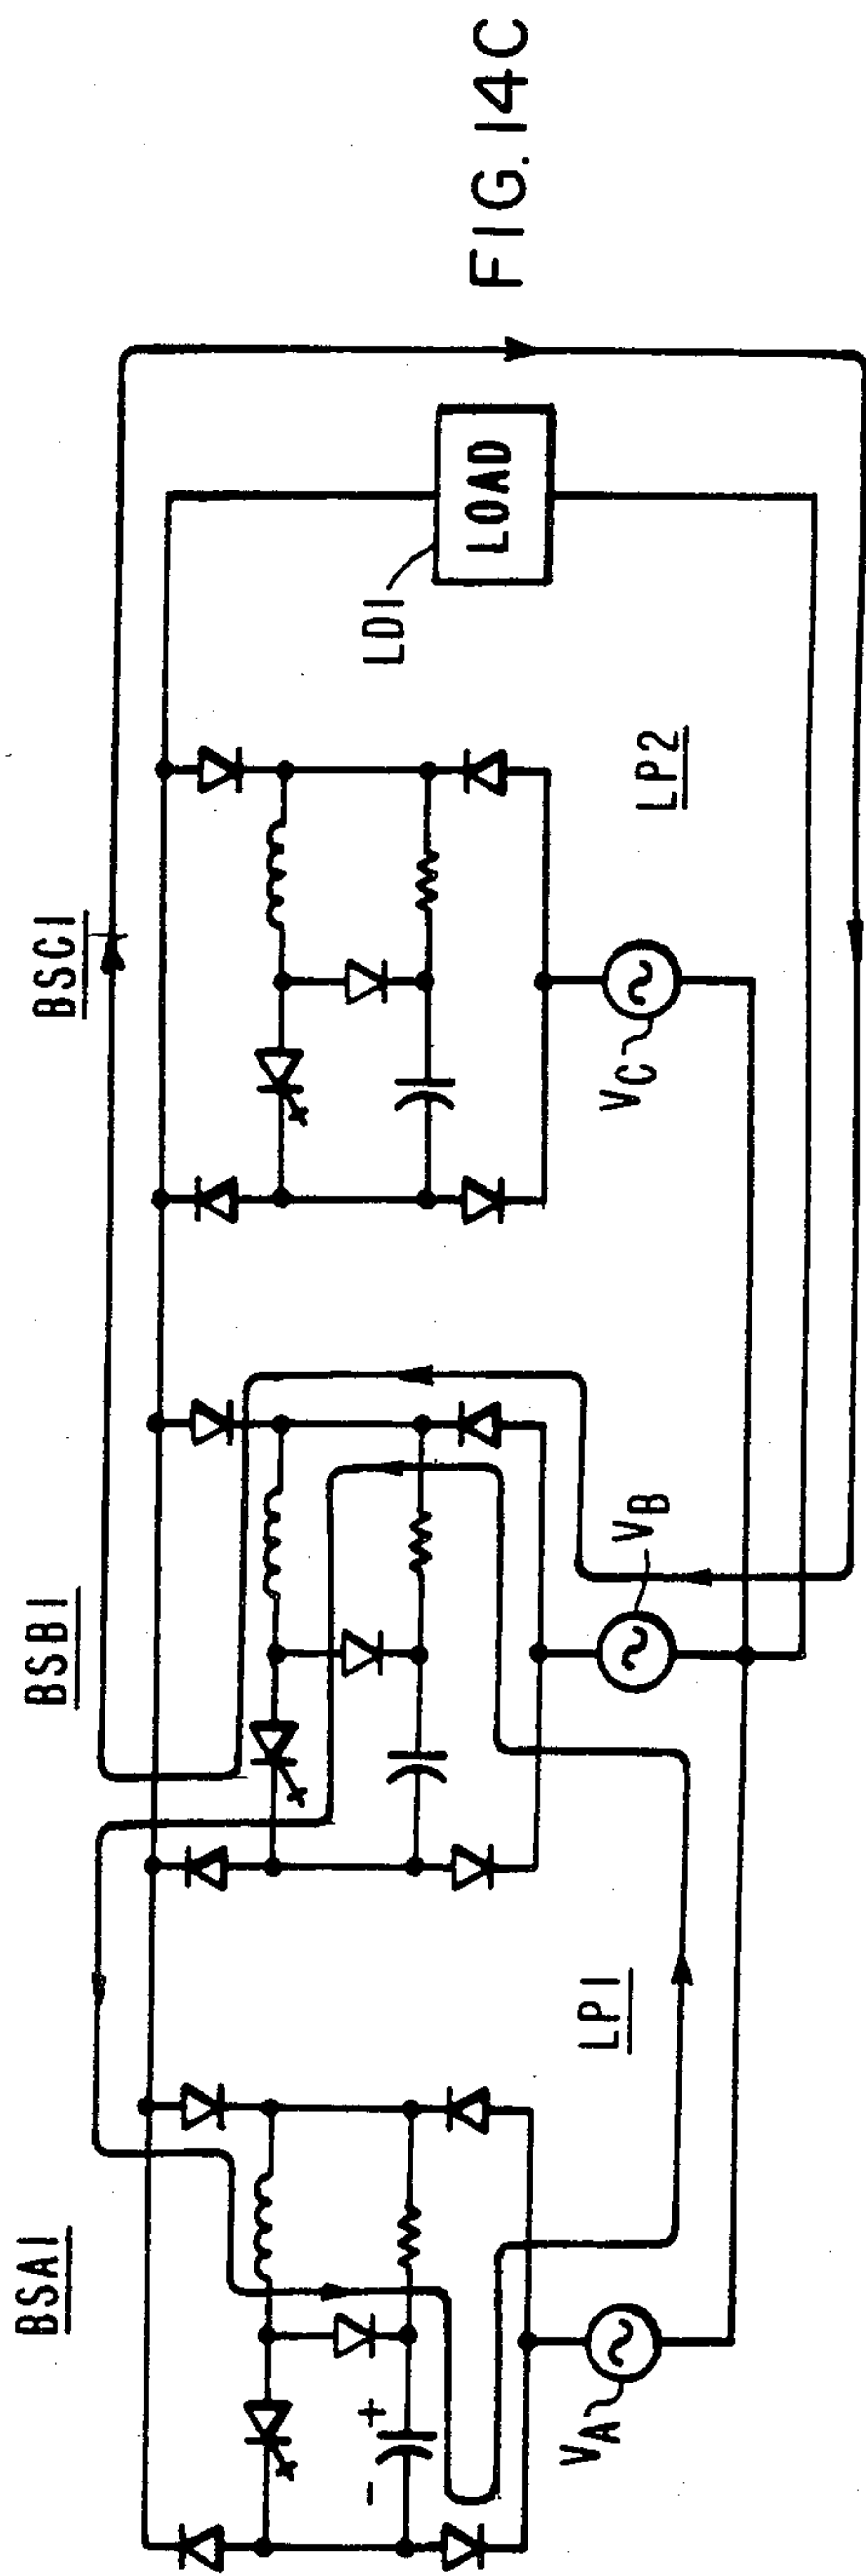 BSA1
BSB1
BSC1
+
-
LP1
LP2
LD1
LOAD
VA
VB
VC
FIG. 14C